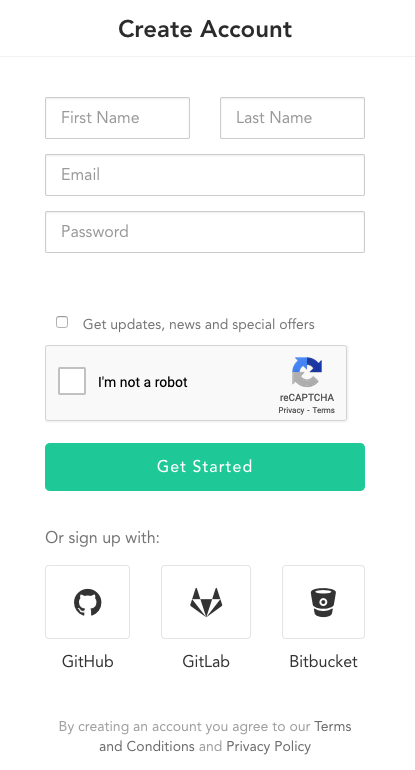 Create Account
First Name Last Name
Email
Password
Get updates, news and special offers
I'm not a robot
reCAPTCHA
Privacy - Terms
Get Started
Or sign up with:
GitHub GitLab Bitbucket
By creating an account you agree to our Terms
and Conditions and Privacy Policy